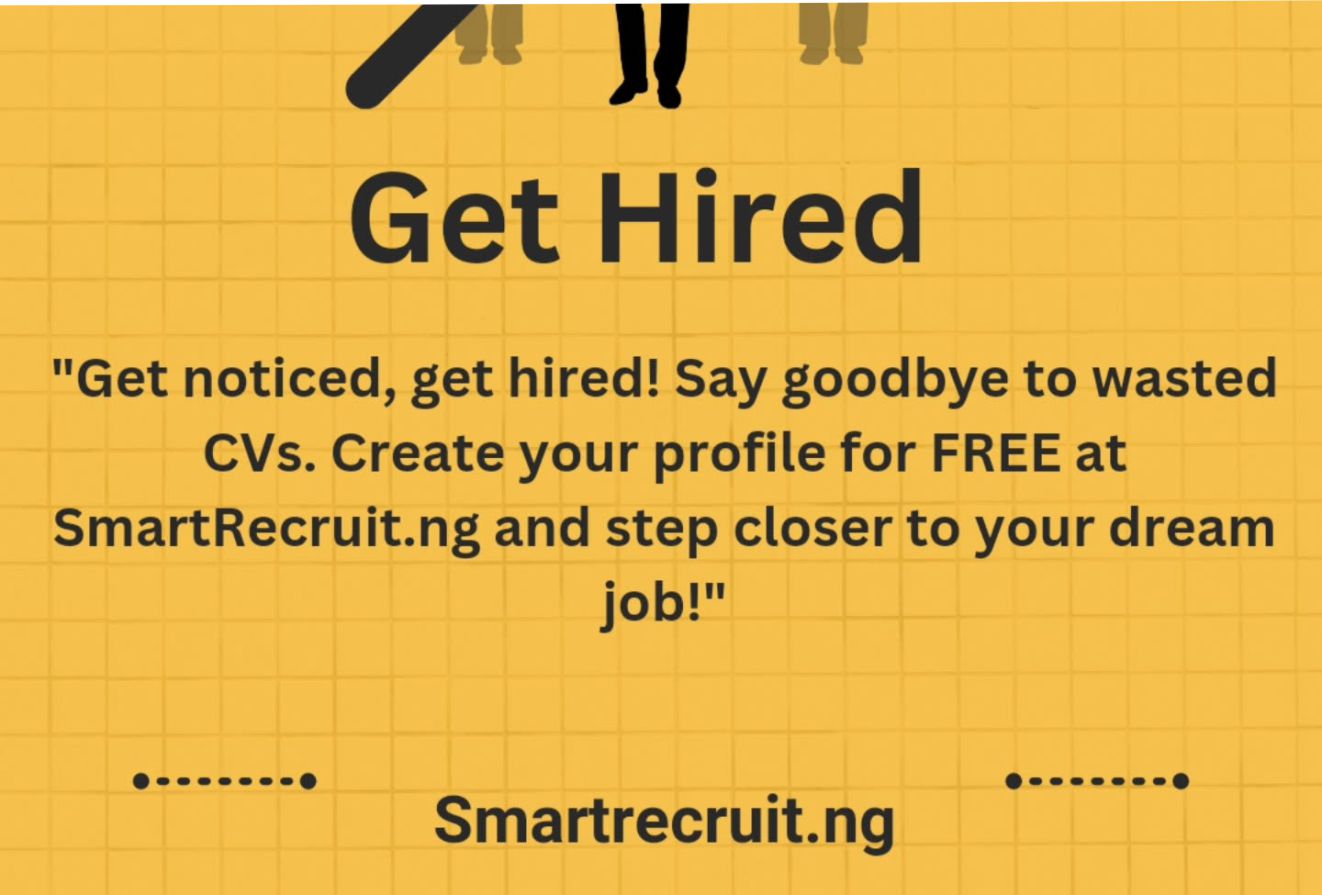 Get Hired
"Get noticed, get hired! Say goodbye to wasted
CVs. Create your profile for FREE at
SmartRecruit.ng and step closer to your dream
job!"
Smartrecruit.ng